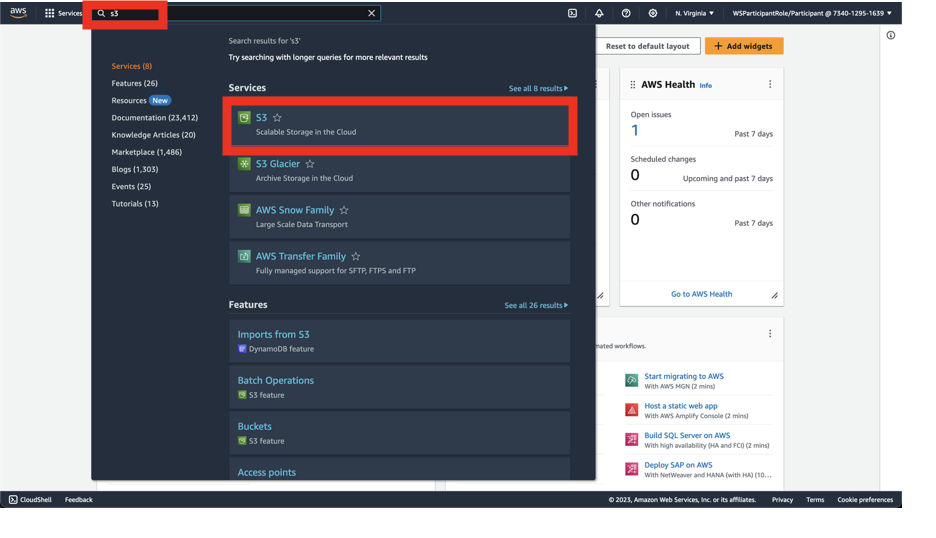 aws
Services
s3
N. Virginia
WSParticipantRole/Participant @ 7340-1295-1639
Search results for 's3'
Try searching with longer queries for more relevant results
Services (8)
Features (26)
Resources New
Documentation (23,412)
Knowledge Articles (20)
Marketplace (1,486)
Blogs (1,303)
Events (25)
Tutorials (13)
Services
See all 8 results
S3
Scalable Storage in the Cloud
S3 Glacier
Archive Storage in the Cloud
AWS Snow Family
Large Scale Data Transport
AWS Transfer Family
Fully managed support for SFTP, FTPS and FTP
Features
See all 26 results
Imports from S3
DynamoDB feature
Batch Operations
S3 feature
Buckets
S3 feature
Access points
Reset to default layout
+ Add widgets
AWS Health Info
Open issues
1
Past 7 days
Scheduled changes
0
Upcoming and past 7 days
Other notifications
0
Past 7 days
Go to AWS Health
workflows.
Start migrating to AWS
With AWS MGN (2 mins)
Host a static web app
With AWS Amplify Console (2 mins)
Build SQL Server on AWS
With high availability (HA and FCI) (2 mins)
Deploy SAP on AWS
With NetWeaver and HANA (with HA) (10...
CloudShell
Feedback
© 2023, Amazon Web Services, Inc. or its affiliates.
Privacy
Terms
Cookie preferences